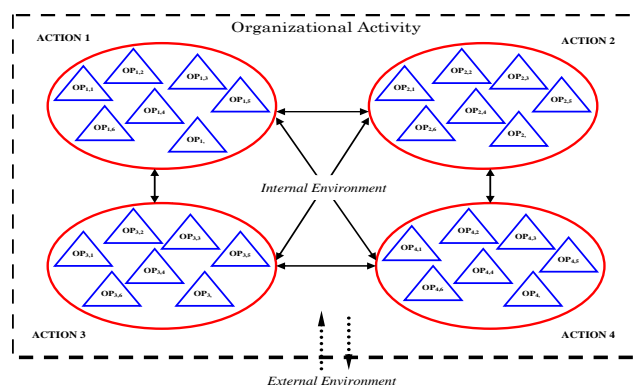 Organizational Activity
ACTION 1
ACTION 2
OP1,1
OP1,2
OP1,3
OP1,4
OP1,5
OP1,6
OP1,
OP2,1
OP2,2
OP2,3
OP2,4
OP2,5
OP2,6
OP2,
Internal Environment
OP3,1
OP3,2
OP3,3
OP3,4
OP3,5
OP3,6
OP3,
OP4,1
OP4,2
OP4,3
OP4,4
OP4,5
OP4,6
OP4,
ACTION 3
ACTION 4
External Environment